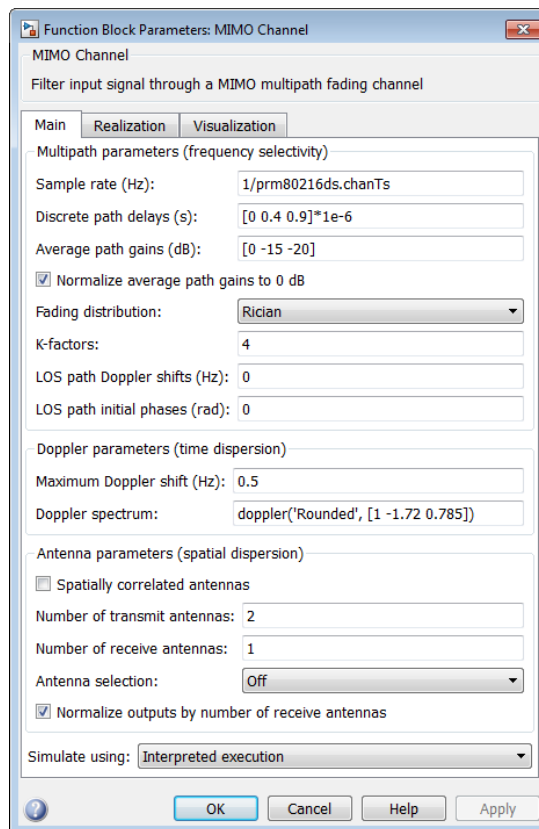 Function Block Parameters: MIMO Channel
MIMO Channel
Filter input signal through a MIMO multipath fading channel
Main Realization Visualization
Multipath parameters (frequency selectivity)
Sample rate (Hz): 1/prm80216ds.chanTs
Discrete path delays (s): [0 0.4 0.9]*1e-6
Average path gains (dB): [0 -15 -20]
Normalize average path gains to 0 dB
Fading distribution: Rician
K-factors: 4
LOS path Doppler shifts (Hz): 0
LOS path initial phases (rad): 0
Doppler parameters (time dispersion)
Maximum Doppler shift (Hz): 0.5
Doppler spectrum: doppler('Rounded', [1 -1.72 0.785])
Antenna parameters (spatial dispersion)
Spatially correlated antennas
Number of transmit antennas: 2
Number of receive antennas: 1
Antenna selection: Off
Normalize outputs by number of receive antennas
Simulate using: Interpreted execution
OK Cancel Help Apply